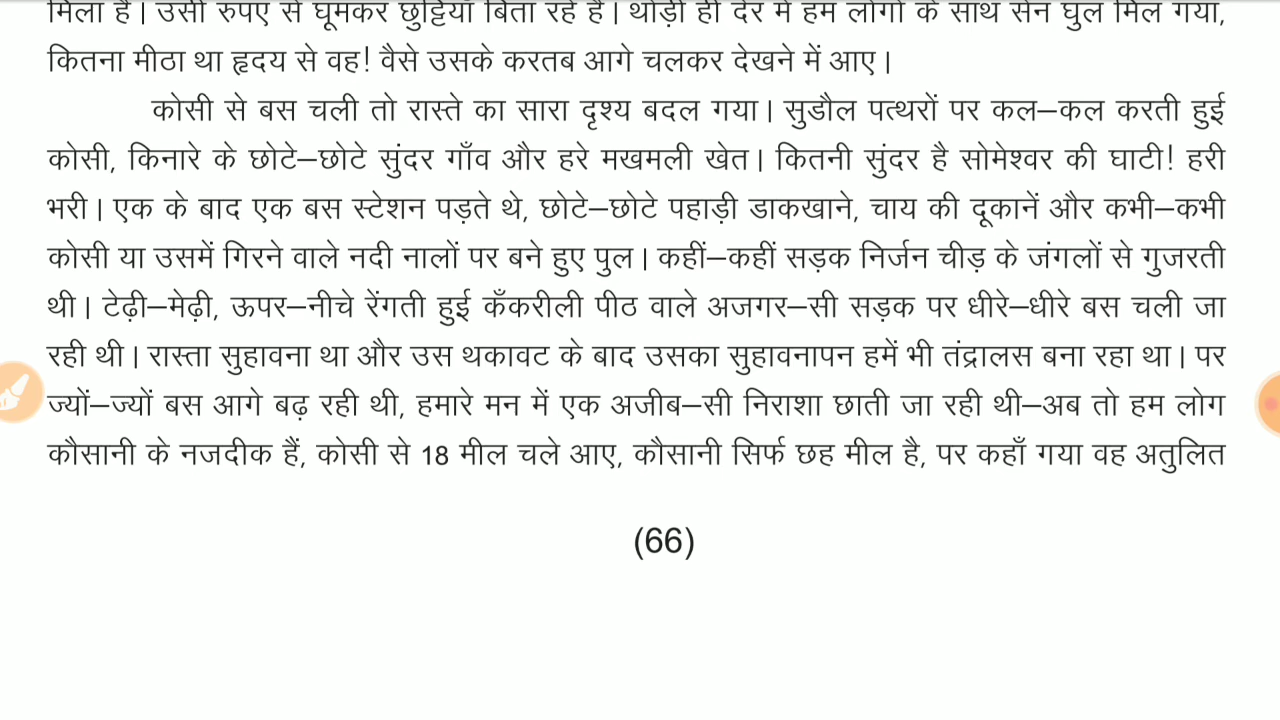 मिला है। उसी रुपए से घूमकर छुट्टियाँ बिता रहे हैं। थोड़ी ही देर में हम लोगों के साथ सेन घुल मिल गया,
कितना मीठा था हृदय से वह! वैसे उसके करतब आगे चलकर देखने में आए।
कोसी से बस चली तो रास्ते का सारा दृश्य बदल गया। सुडौल पत्थरों पर कल–कल करती हुई
कोसी, किनारे के छोटे–छोटे सुंदर गाँव और हरे मखमली खेत। कितनी सुंदर है सोमेश्वर की घाटी! हरी
भरी। एक के बाद एक बस स्टेशन पड़ते थे, छोटे–छोटे पहाड़ी डाकखाने, चाय की दूकानें और कभी–कभी
कोसी या उसमें गिरने वाले नदी नालों पर बने हुए पुल। कहीं–कहीं सड़क निर्जन चीड़ के जंगलों से गुजरती
थी। टेढ़ी–मेढ़ी, ऊपर–नीचे रेंगती हुई कँकरीली पीठ वाले अजगर–सी सड़क पर धीरे–धीरे बस चली जा
रही थी। रास्ता सुहावना था और उस थकावट के बाद उसका सुहावनापन हमें भी तंद्रालस बना रहा था। पर
ज्यों–ज्यों बस आगे बढ़ रही थी, हमारे मन में एक अजीब–सी निराशा छाती जा रही थी–अब तो हम लोग
कौसानी के नजदीक हैं, कोसी से 18 मील चले आए, कौसानी सिर्फ छह मील है, पर कहाँ गया वह अतुलित
(66)